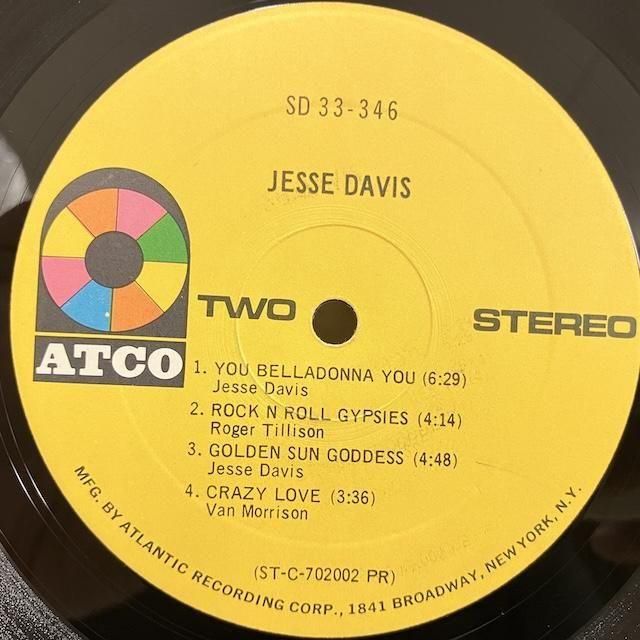 SD 33-346
JESSE DAVIS
ATCO
TWO
STEREO
1. YOU BELLADONNA YOU (6:29)
Jesse Davis
2. ROCK N ROLL GYPSIES (4:14)
Roger Tillison
3. GOLDEN SUN GODDESS (4:48)
Jesse Davis
4. CRAZY LOVE (3:36)
Van Morrison
(ST-C-702002 PR)
MFG. BY ATLANTIC RECORDING CORP., 1841 BROADWAY, NEW YORK, N.Y.